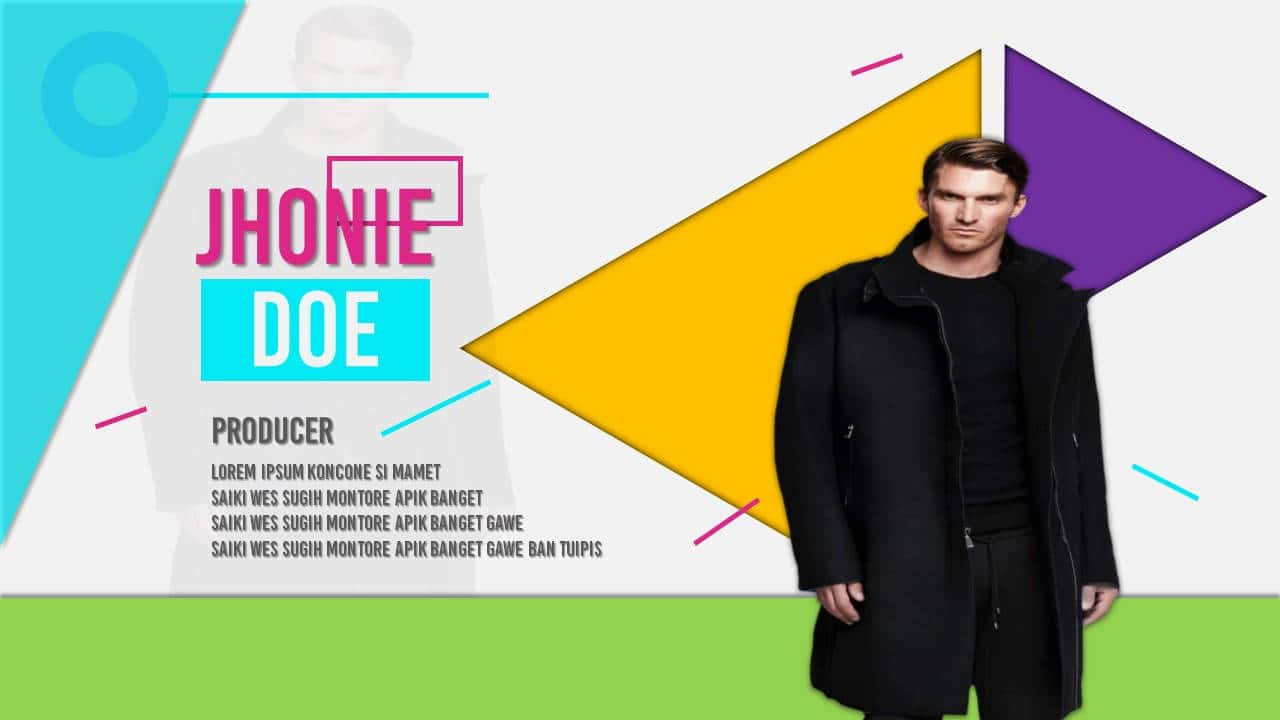 JHONIE
DOE
PRODUCER
LOREM IPSUM KONCONE SI MAMET
SAIKI WES SUGIH MONTORE APIK BANGET
SAIKI WES SUGIH MONTORE APIK BANGET GAWE
SAIKI WES SUGIH MONTORE APIK BANGET GAWE BAN TUIPIS